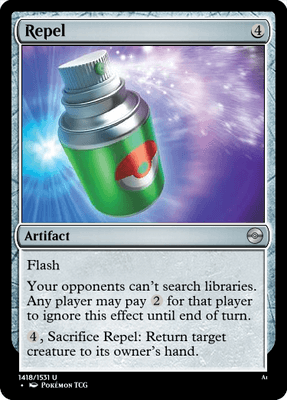 Repel 4
Artifact
Flash
Your opponents can't search libraries.
Any player may pay 2 for that player
to ignore this effect until end of turn.
4, Sacrifice Repel: Return target
creature to its owner's hand.
1418/1531 U
• Pokémon TCG